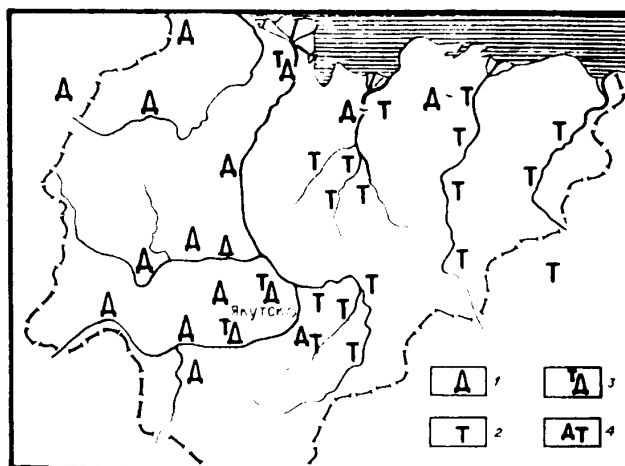 Д
ТД
Д
Д Д Т Д Т
Т
Т
Т Т
Д Т
Т Т Т
Д Д
Д Т
Т
Т
Д ТД Т Т
Д
Якутск
Д ТД АТ
Т
Д
Д 1
ТД 3
Т 2
АТ 4